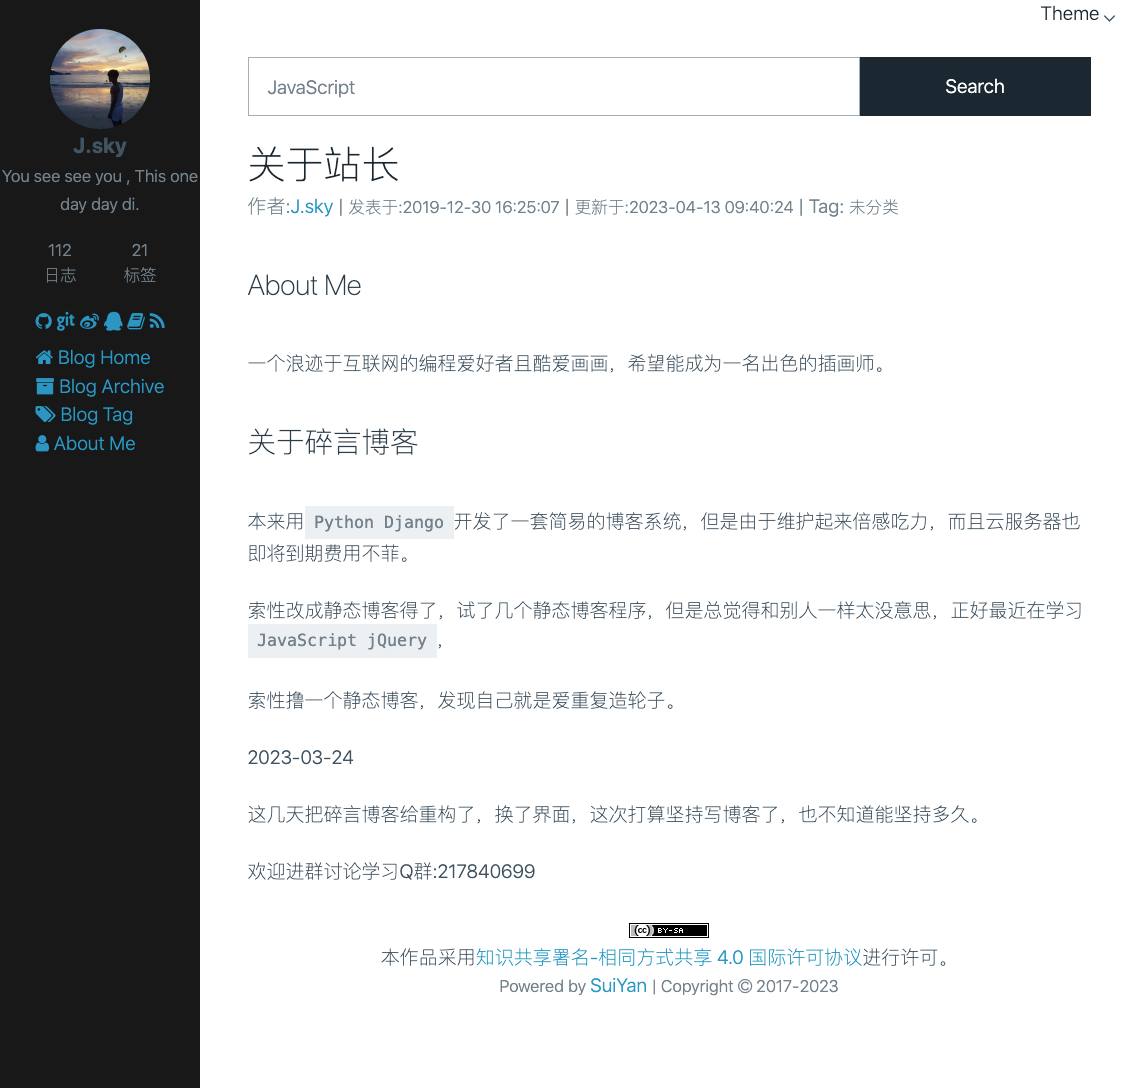 Theme
J.sky
You see see you , This one
day day di.
112 21
日志 标签
git
Blog Home
Blog Archive
Blog Tag
About Me
JavaScript
Search
关于站长
作者:J.sky | 发表于:2019-12-30 16:25:07 | 更新于:2023-04-13 09:40:24 | Tag: 未分类
About Me
一个浪迹于互联网的编程爱好者且酷爱画画，希望能成为一名出色的插画师。
关于碎言博客
本来用 Python Django 开发了一套简易的博客系统，但是由于维护起来倍感吃力，而且云服务器也
即将到期费用不菲。
索性改成静态博客得了，试了几个静态博客程序，但是总觉得和别人一样太没意思，正好最近在学习
JavaScript jQuery ，
索性撸一个静态博客，发现自己就是爱重复造轮子。
2023-03-24
这几天把碎言博客给重构了，换了界面，这次打算坚持写博客了，也不知道能坚持多久。
欢迎进群讨论学习Q群:217840699
cc BY-SA
本作品采用知识共享署名-相同方式共享 4.0 国际许可协议进行许可。
Powered by SuiYan | Copyright © 2017-2023